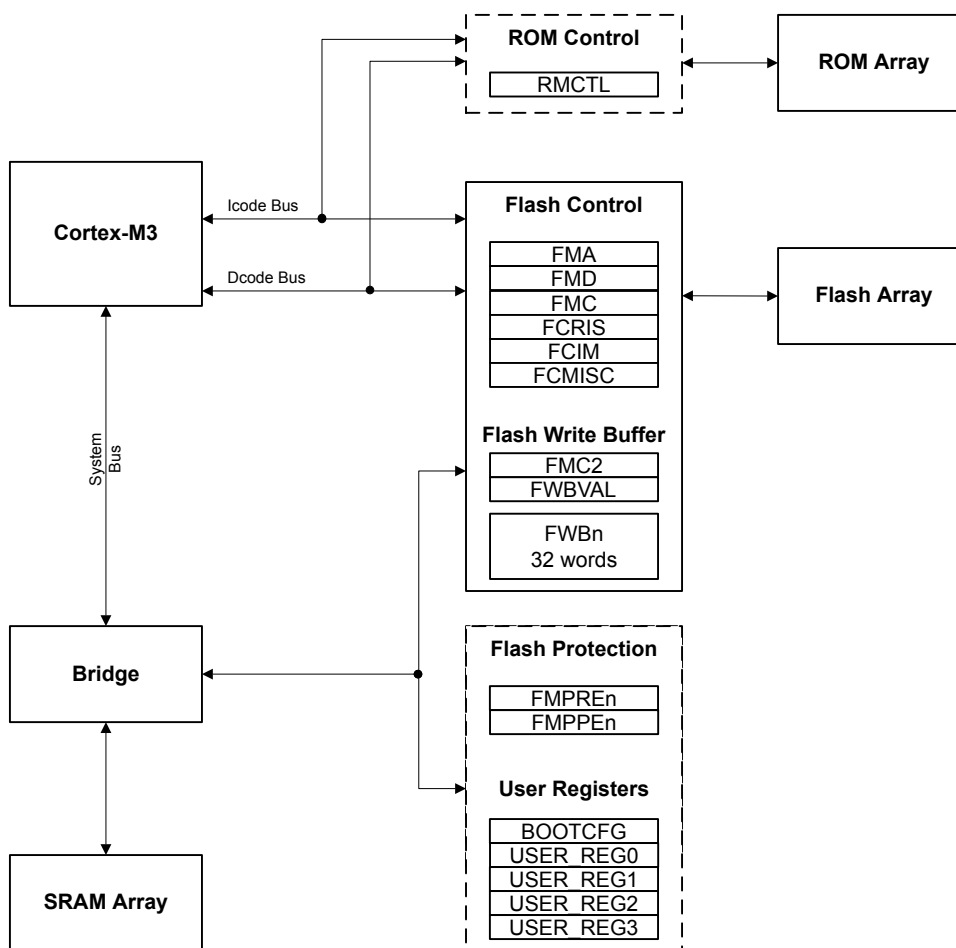 ROM Control
RMCTL
ROM Array
Cortex-M3
Icode Bus
Dcode Bus
Flash Control
FMA
FMD
FMC
FCRIS
FCIM
FCMISC
Flash Array
System
Bus
Flash Write Buffer
FMC2
FWBVAL
FWBn
32 words
Bridge
Flash Protection
FMPREn
FMPPEn
User Registers
BOOTCFG
USER_REG0
USER_REG1
USER_REG2
USER_REG3
SRAM Array